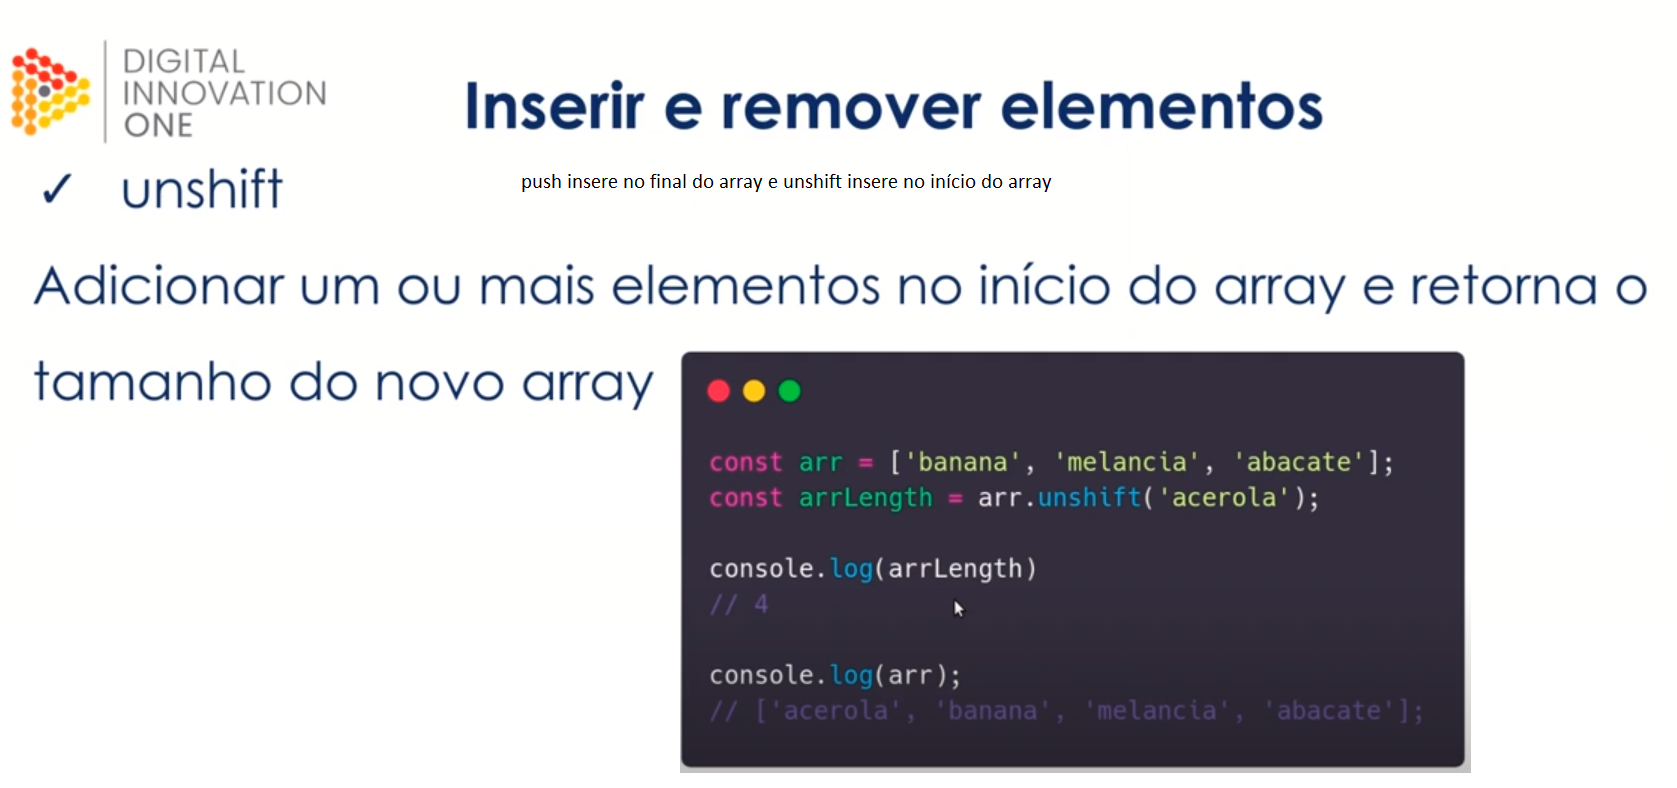 DIGITAL
INNOVATION
ONE
Inserir e remover elementos
✓ unshift
push insere no final do array e unshift insere no início do array
Adicionar um ou mais elementos no início do array e retorna o
tamanho do novo array
const arr = ['banana', 'melancia', 'abacate'];
const arrLength = arr.unshift('acerola');
console.log(arrLength)
// 4
console.log(arr);
// ['acerola', 'banana', 'melancia', 'abacate'];